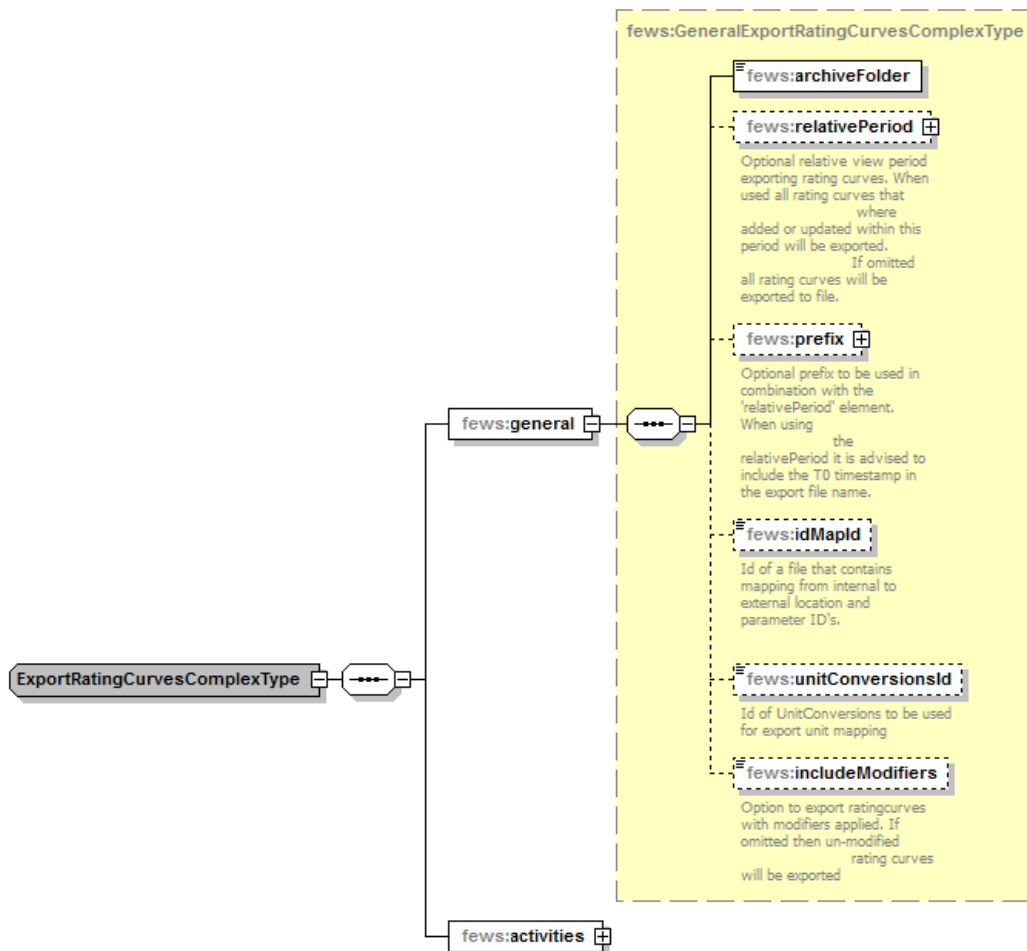 fews:GeneralExportRatingCurvesComplexType
fews:archiveFolder
fews:relativePeriod
Optional relative view period
exporting rating curves. When
used all rating curves that
where
added or updated within this
period will be exported.
If omitted
all rating curves will be
exported to file.
fews:prefix
Optional prefix to be used in
combination with the
'relativePeriod' element.
When using
the
relativePeriod it is advised to
include the T0 timestamp in
the export file name.
fews:general
fews:idMapId
Id of a file that contains
mapping from internal to
external location and
parameter ID's.
ExportRatingCurvesComplexType
fews:unitConversionsId
Id of UnitConversions to be used
for export unit mapping
fews:includeModifiers
Option to export ratingcurves
with modifiers applied. If
omitted then un-modified
rating curves
will be exported
fews:activities